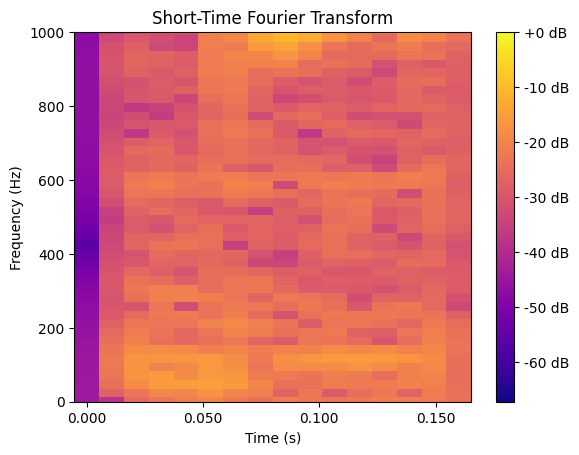 Short-Time Fourier Transform
1000
800
600
400
200
0
Frequency (Hz)
0.000
0.050
0.100
0.150
Time (s)
+0 dB
-10 dB
-20 dB
-30 dB
-40 dB
-50 dB
-60 dB